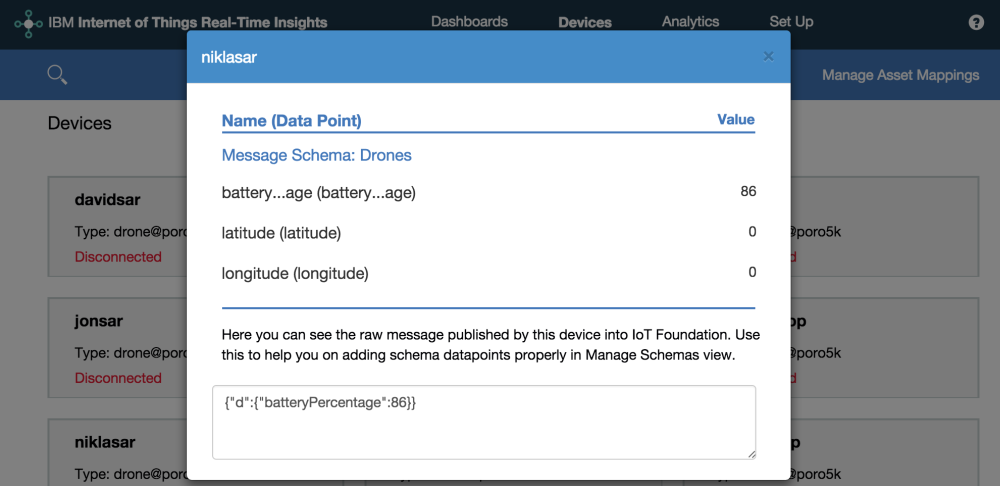 IBM Internet of Things Real-Time Insights
Dashboards
Devices
Analytics
Set Up
?
niklasar
×
Manage Asset Mappings
Devices
Name (Data Point)
Value
Message Schema: Drones
battery...age (battery...age)
86
latitude (latitude)
0
longitude (longitude)
0
Here you can see the raw message published by this device into IoT Foundation. Use
this to help you on adding schema datapoints properly in Manage Schemas view.
{"d":{"batteryPercentage":86}}
davidsar
Type: drone@poro
Disconnected
@poro5k
d
jonsar
Type: drone@poro
Disconnected
op
@poro5k
d
niklasar
Type: drone@poro
p
@poro5k